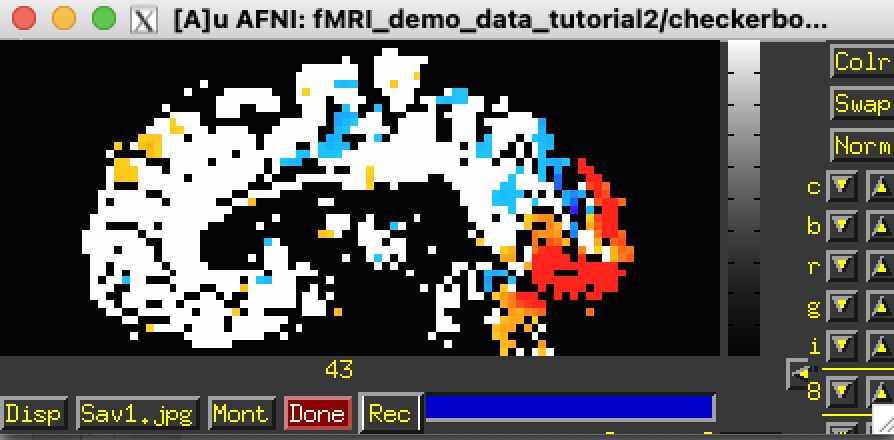 [A]u AFNI: fMRI_demo_data_tutorial2/checkerbo...
Colr
Swap
Norm
c
b
r
g
i
8
43
Disp Sav1.jpg Mont Done Rec